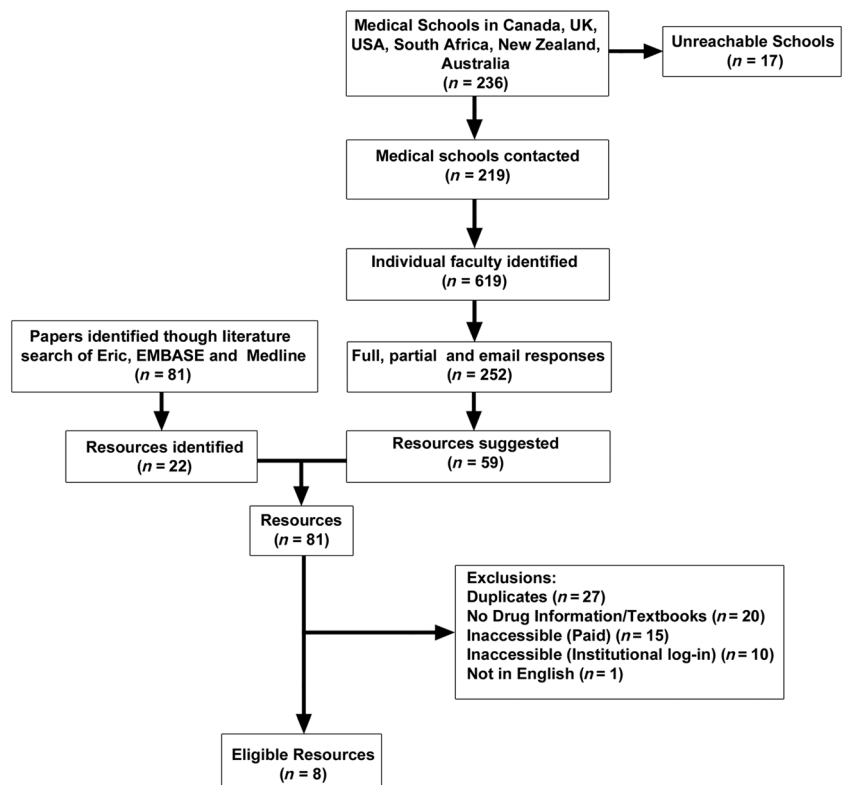 Medical Schools in Canada, UK,
USA, South Africa, New Zealand,
Australia
(n = 236)
Unreachable Schools
(n = 17)
Medical schools contacted
(n = 219)
Individual faculty identified
(n = 619)
Papers identified though literature
search of Eric, EMBASE and Medline
(n = 81)
Full, partial and email responses
(n = 252)
Resources identified
(n = 22)
Resources suggested
(n = 59)
Resources
(n = 81)
Exclusions:
Duplicates (n = 27)
No Drug Information/Textbooks (n = 20)
Inaccessible (Paid) n = 15)
Inaccessible (Institutional log-in) n = 10)
Not in English (n = 1)
Eligible Resources
(n = 8)